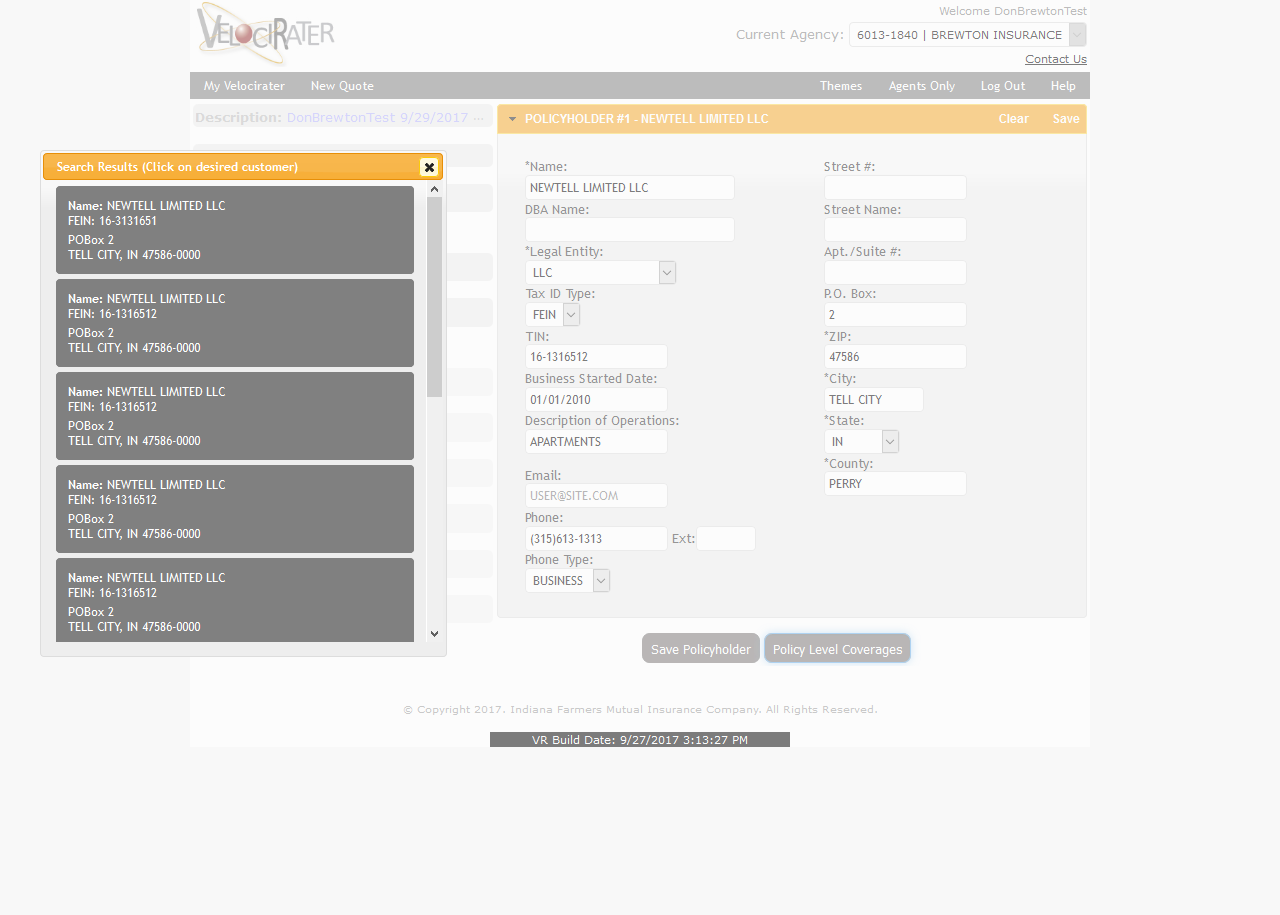 VELOCIRATER
Welcome DonBrewtonTest
Current Agency: 6013-1840 | BREWTON INSURANCE
Contact Us
My Velocirater New Quote Themes Agents Only Log Out Help
Description: DonBrewtonTest 9/29/2017 ...
POLICYHOLDER #1 - NEWTELL LIMITED LLC Clear Save
Search Results (Click on desired customer)
Name: NEWTELL LIMITED LLC
FEIN: 16-3131651
POBox 2
TELL CITY, IN 47586-0000
Name: NEWTELL LIMITED LLC
FEIN: 16-1316512
POBox 2
TELL CITY, IN 47586-0000
Name: NEWTELL LIMITED LLC
FEIN: 16-1316512
POBox 2
TELL CITY, IN 47586-0000
Name: NEWTELL LIMITED LLC
FEIN: 16-1316512
POBox 2
TELL CITY, IN 47586-0000
Name: NEWTELL LIMITED LLC
FEIN: 16-1316512
POBox 2
TELL CITY, IN 47586-0000
*Name:
NEWTELL LIMITED LLC
DBA Name:
*Legal Entity:
LLC
Tax ID Type:
FEIN
TIN:
16-1316512
Business Started Date:
01/01/2010
Description of Operations:
APARTMENTS
Email:
USER@SITE.COM
Phone:
(315)613-1313 Ext:
Phone Type:
BUSINESS
Street #:
Street Name:
Apt./Suite #:
P.O. Box:
2
*ZIP:
47586
*City:
TELL CITY
*State:
IN
*County:
PERRY
Save Policyholder Policy Level Coverages
© Copyright 2017. Indiana Farmers Mutual Insurance Company. All Rights Reserved.
VR Build Date: 9/27/2017 3:13:27 PM